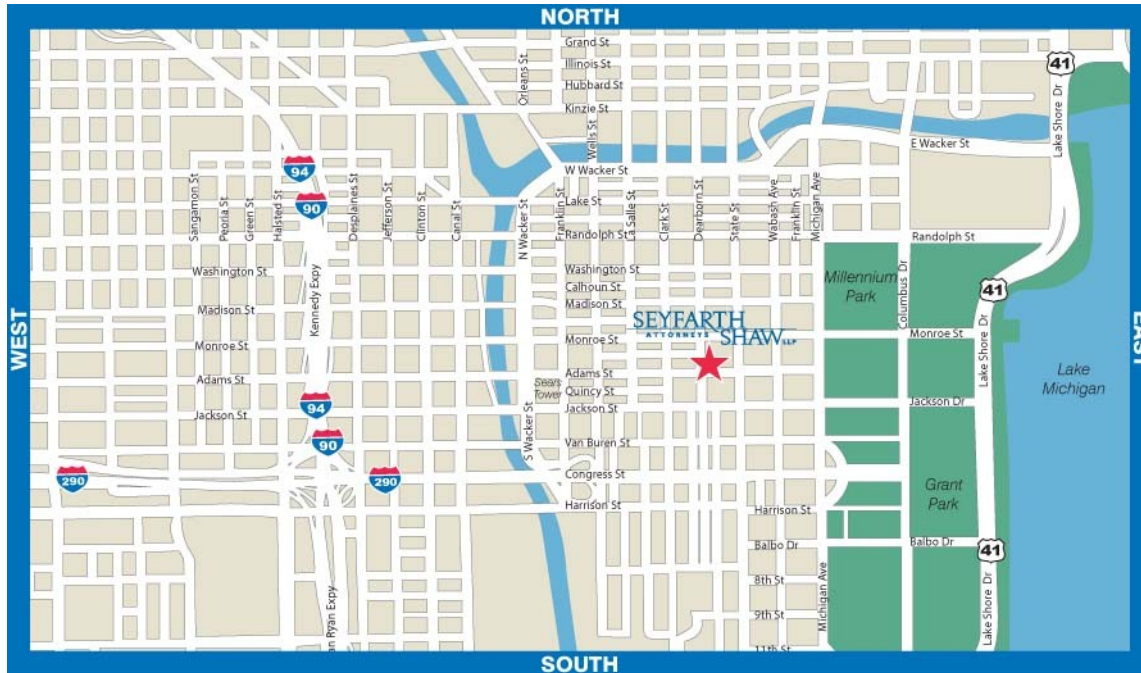 NORTH
Grand St
Illinois St
Hubbard St
Kinzie St
Orleans St
Wells St
41
Lake Shore Dr
E Wacker St
W Wacker St
94
90
Sangamon St
Peoria St
Green St
Halsted St
Desplaines St
Jefferson St
Clinton St
Canal St
N Wacker St
Franklin St
Lake St
La Salle St
Clark St
Dearborn St
State St
Wabash Ave
Franklin St
Michigan Ave
Randolph St
Randolph St
Washington St
Washington St
Calhoun St
Madison St
Madison St
Kennedy Expy
Millennium
Park
Columbus Dr
41
Lake Shore Dr
WEST
EAST
SEYFARTH
ATTORNEYS
SHAW LLP
Monroe St
Monroe St
Monroe St
Adams St
Adams St
Quincy St
Sears
Tower
Jackson St
Jackson St
Jackson Dr
Lake
Michigan
94
90
S Wacker St
Van Buren St
290
290
Congress St
Harrison St
Harrison St
Grant
Park
Balbo Dr
Balbo Dr
41
8th St
9th St
11th St
an Ryan Expy
Michigan Ave
Lake Shore Dr
SOUTH